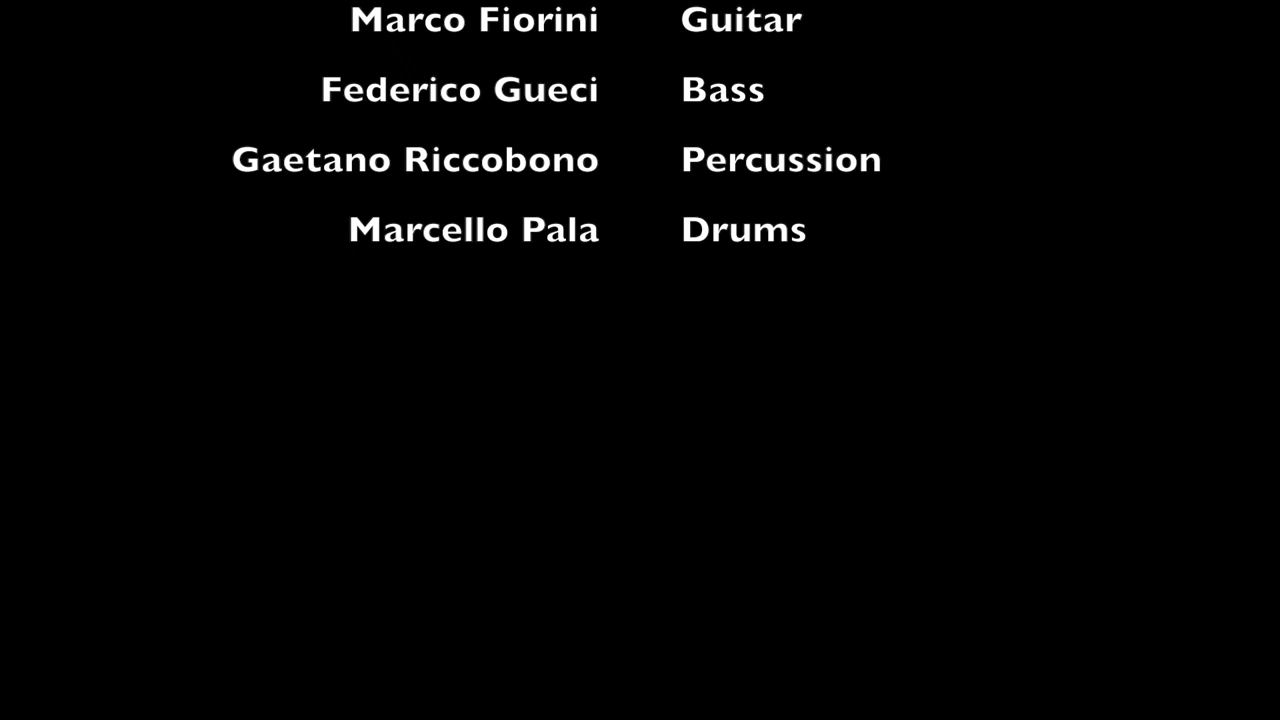 Marco Fiorini Guitar
Federico Gueci Bass
Gaetano Riccobono Percussion
Marcello Pala Drums